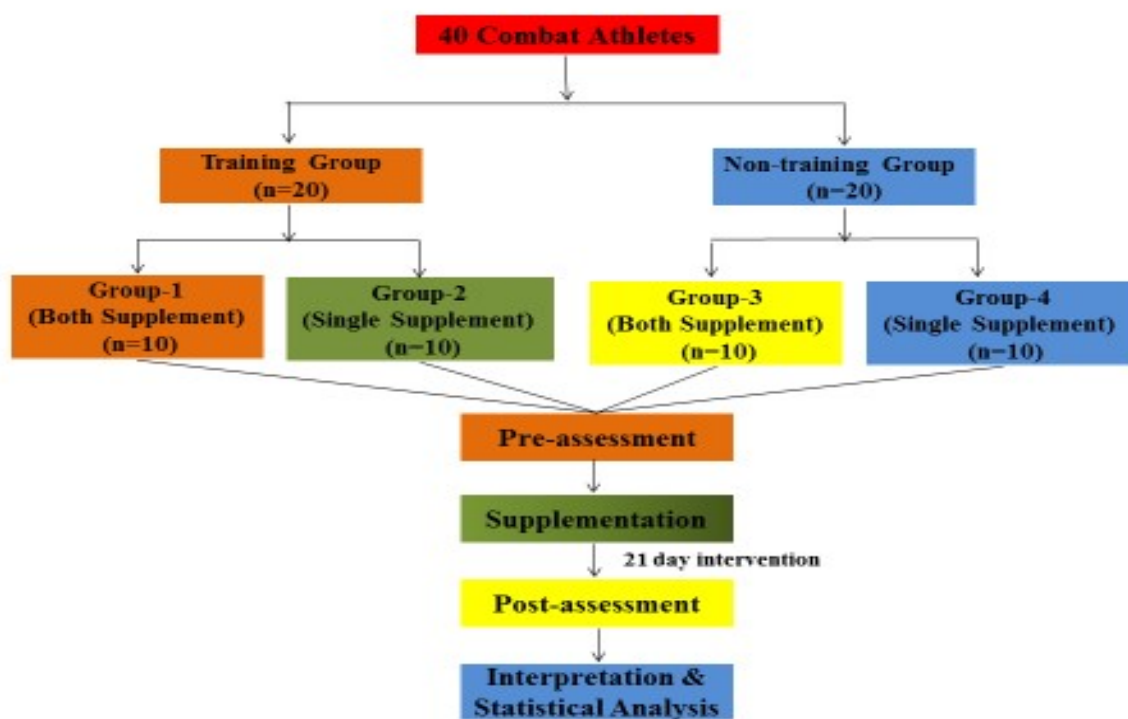 40 Combat Athletes
Training Group
(n=20)
Non-training Group
(n=20)
Group-1
(Both Supplement)
(n=10)
Group-2
(Single Supplement)
(n=10)
Group-3
(Both Supplement)
(n=10)
Group-4
(Single Supplement)
(n=10)
Pre-assessment
Supplementation
21 day intervention
Post-assessment
Interpretation &
Statistical Analysis